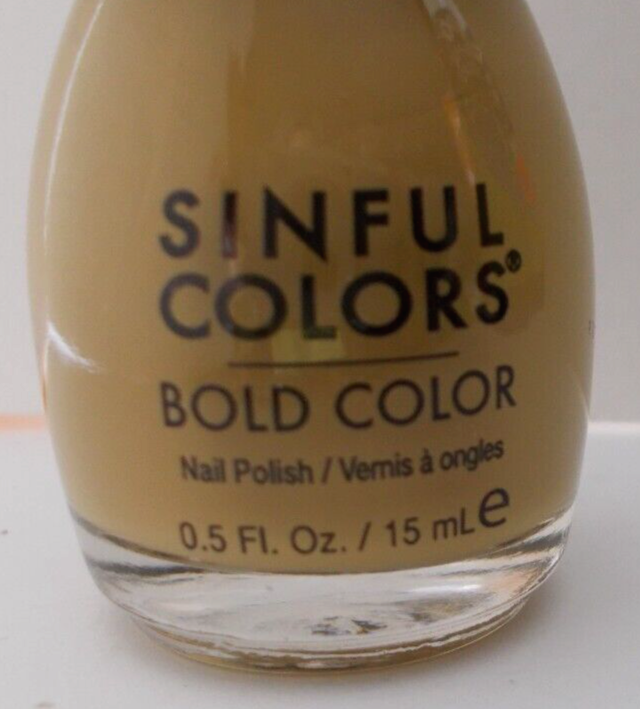 SINFUL
COLORS®
BOLD COLOR
Nail Polish / Vernis à ongles
0.5 Fl. Oz. / 15 mL ℮